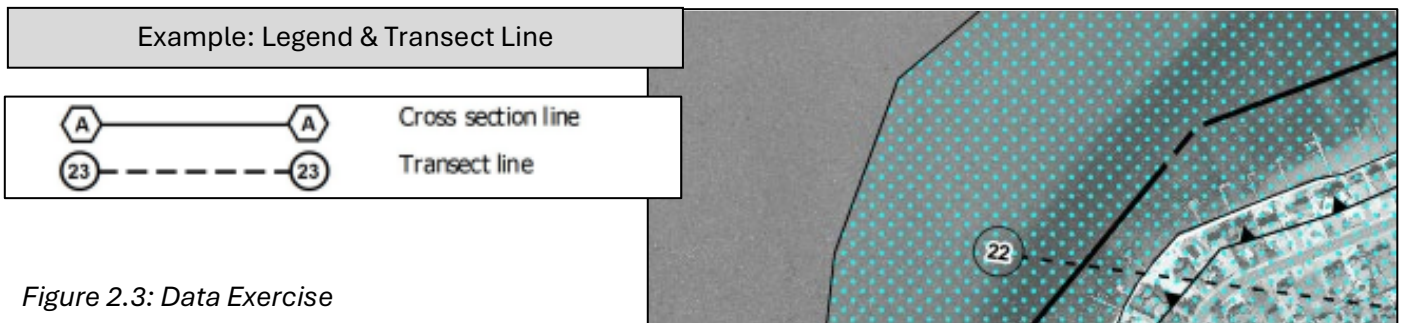 Example: Legend & Transect Line
A A Cross section line
23 23 Transect line
22
Figure 2.3: Data Exercise